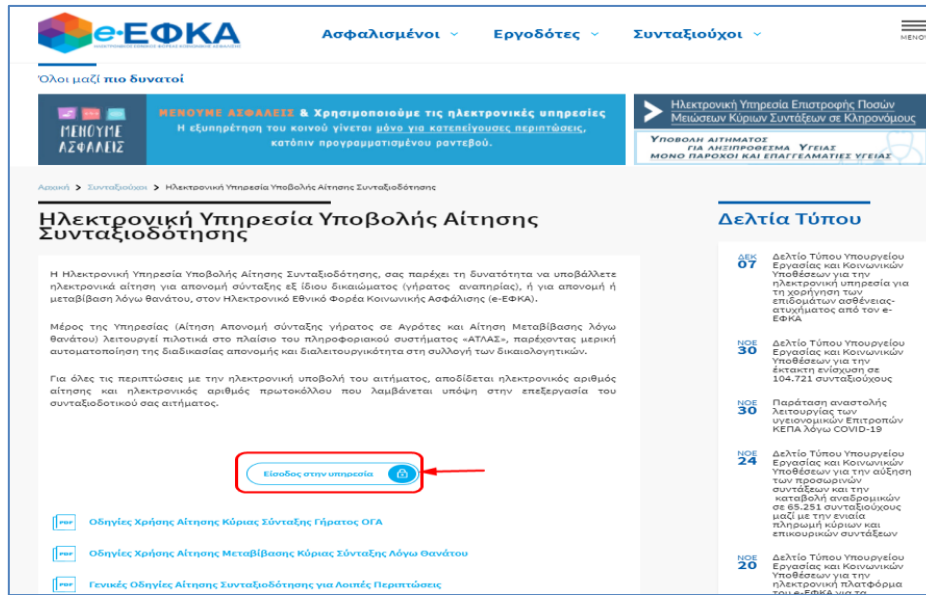 e-ΕΦΚΑ
Ασφαλισμένοι
Εργοδότες
Συνταξιούχοι
ΜΕΝΟΥ
Όλοι μαζί πιο δυνατοί
ΜΕΝΟΥΜΕ
ΑΣΦΑΛΕΙΣ
ΜΕΝΟΥΜΕ ΑΣΦΑΛΕΙΣ & Χρησιμοποιούμε τις ηλεκτρονικές υπηρεσίες
Η εξυπηρέτηση του κοινού γίνεται μόνο για κατεπείγουσες περιπτώσεις,
κατόπιν προγραμματισμένου ραντεβού.
Ηλεκτρονική Υπηρεσία Επιστροφής Ποσών
Μειώσεων Κύριων Συντάξεων σε Κληρονόμους
ΥΠΟΒΟΛΗ ΑΙΤΗΜΑΤΟΣ
ΓΙΑ ΛΗΞΙΠΡΟΘΕΣΜΑ ΥΓΕΙΑΣ
ΜΟΝΟ ΠΑΡΟΧΟΙ ΚΑΙ ΕΠΑΓΓΕΛΜΑΤΙΕΣ ΥΓΕΙΑΣ
Αρχική > Συνταξιούχοι > Ηλεκτρονική Υπηρεσία Υποβολής Αίτησης Συνταξιοδότησης
Ηλεκτρονική Υπηρεσία Υποβολής Αίτησης
Συνταξιοδότησης
Η Ηλεκτρονική Υπηρεσία Υποβολής Αίτησης Συνταξιοδότησης, σας παρέχει τη δυνατότητα να υποβάλλετε
ηλεκτρονικά αίτηση για απονομή σύνταξης εξ ίδιου δικαιώματος (γήρατος αναπηρίας), ή για απονομή ή
μεταβίβαση λόγω θανάτου, στον Ηλεκτρονικό Εθνικό Φορέα Κοινωνικής Ασφάλισης (e-ΕΦΚΑ).
Μέρος της Υπηρεσίας (Αίτηση Απονομή σύνταξης γήρατος σε Αγρότες και Αίτηση Μεταβίβασης λόγω
θανάτου) λειτουργεί πιλοτικά στο πλαίσιο του πληροφοριακού συστήματος «ΑΤΛΑΣ», παρέχοντας μερική
αυτοματοποίηση της διαδικασίας απονομής και διαλειτουργικότητα στη συλλογή των δικαιολογητικών.
Για όλες τις περιπτώσεις με την ηλεκτρονική υποβολή του αιτήματος, αποδίδεται ηλεκτρονικός αριθμός
αίτησης και ηλεκτρονικός αριθμός πρωτοκόλλου που λαμβάνεται υπόψη στην επεξεργασία του
συνταξιοδοτικού σας αιτήματος.
Είσοδος στην υπηρεσία
PDF Οδηγίες Χρήσης Αίτησης Κύριας Σύνταξης Γήρατος ΟΓΑ
PDF Οδηγίες Χρήσης Αίτησης Μεταβίβασης Κύριας Σύνταξης Λόγω Θανάτου
PDF Γενικές Οδηγίες Αίτησης Συνταξιοδότησης για Λοιπές Περιπτώσεις
Δελτία Τύπου
ΔΕΚ
07
Δελτίο Τύπου Υπουργείου
Εργασίας και Κοινωνικών
Υποθέσεων για την
ηλεκτρονική υπηρεσία για
τη χορήγηση των
επιδομάτων ασθένειας-
ατυχήματος από τον e-
ΕΦΚΑ
ΝΟΕ
30
Δελτίο Τύπου Υπουργείου
Εργασίας και Κοινωνικών
Υποθέσεων για την
έκτακτη ενίσχυση σε
104.721 συνταξιούχους
ΝΟΕ
30
Παράταση αναστολής
λειτουργίας των
υγειονομικών Επιτροπών
ΚΕΠΑ λόγω COVID-19
ΝΟΕ
24
Δελτίο Τύπου Υπουργείου
Εργασίας και Κοινωνικών
Υποθέσεων για την αύξηση
των προσωρινών
συντάξεων και την
καταβολή αναδρομικών
σε 65.251 συνταξιούχους
μαζί με την ενιαία
πληρωμή κύριων και
επικουρικών συντάξεων
ΝΟΕ
20
Δελτίο Τύπου Υπουργείου
Εργασίας και Κοινωνικών
Υποθέσεων για την
ηλεκτρονική πλατφόρμα
του e-ΕΦΚΑ για τα